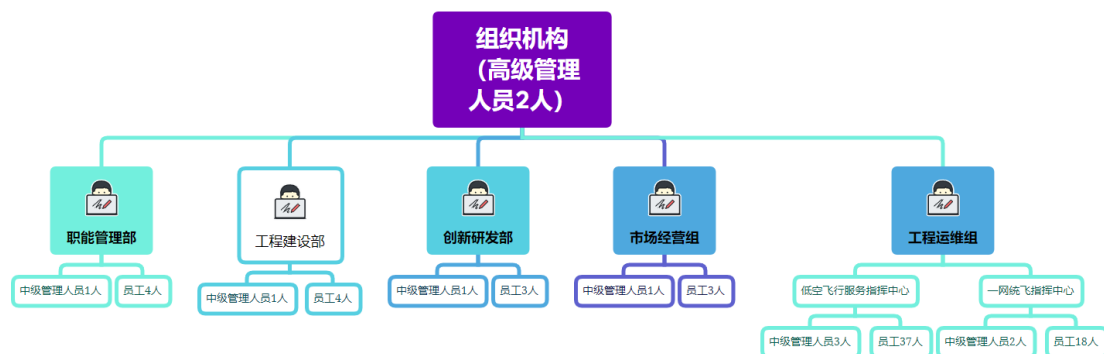 组织机构
（高级管理
人员2人）
职能管理部
工程建设部
创新研发部
市场经营组
工程运维组
中级管理人员1人
员工4人
中级管理人员1人
员工4人
中级管理人员1人
员工3人
中级管理人员1人
员工3人
低空飞行服务指挥中心
一网统飞指挥中心
中级管理人员3人
员工37人
中级管理人员2人
员工18人